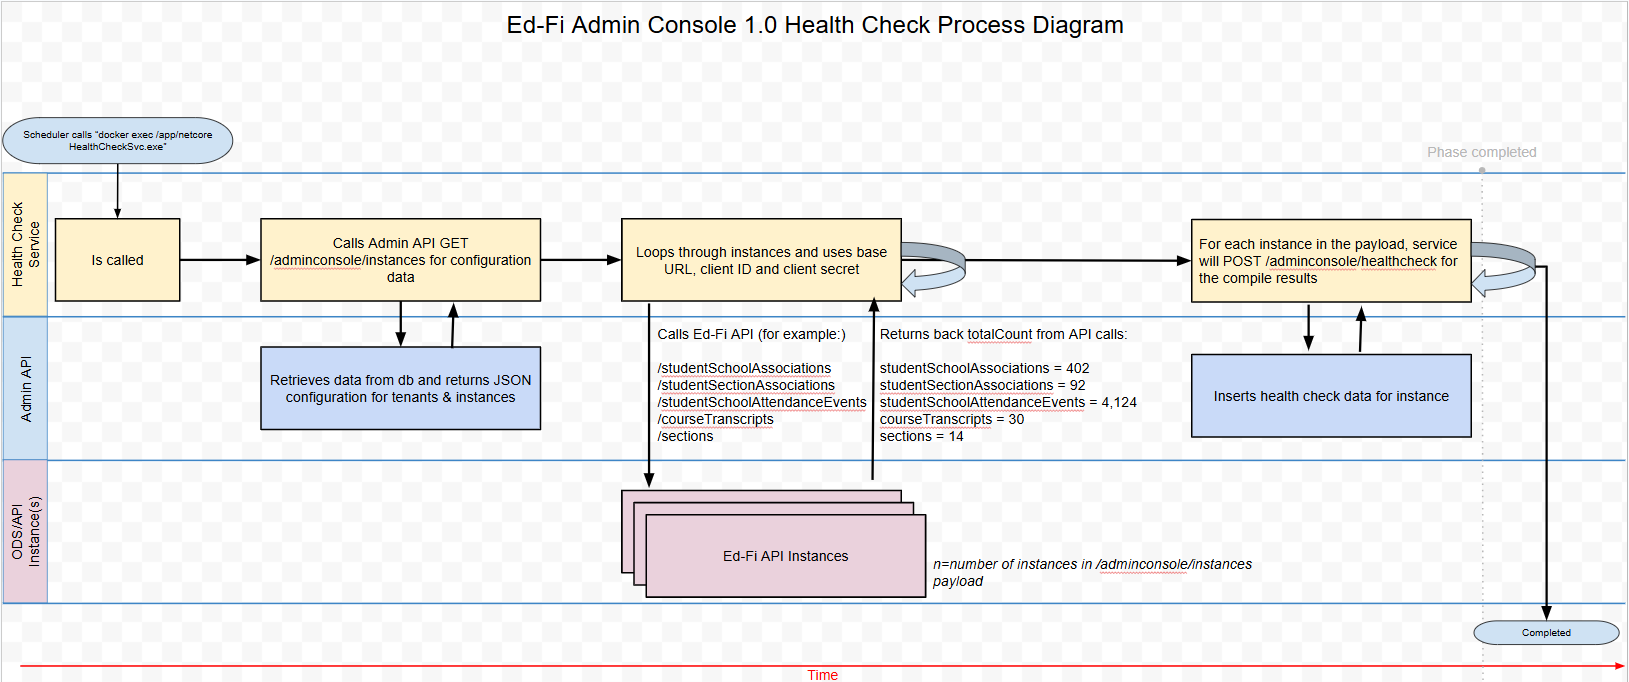 Ed-Fi Admin Console 1.0 Health Check Process Diagram
Scheduler calls "docker exec /app/netcore
HealthCheckSvc.exe"
Phase completed
Health Check
Service
Is called
Calls Admin API GET
/adminconsole/instances for configuration
data
Loops through instances and uses base
URL, client ID and client secret
For each instance in the payload, service
will POST /adminconsole/healthcheck for
the compile results
Admin API
Retrieves data from db and returns JSON
configuration for tenants & instances
Calls Ed-Fi API (for example:)
/studentSchoolAssociations
/studentSectionAssociations
/studentSchoolAttendanceEvents
/courseTranscripts
/sections
Returns back totalCount from API calls:
studentSchoolAssociations = 402
studentSectionAssociations = 92
studentSchoolAttendanceEvents = 4,124
courseTranscripts = 30
sections = 14
Inserts health check data for instance
ODS/API
Instance(s)
Ed-Fi API Instances
n=number of instances in /adminconsole/instances
payload
Completed
Time